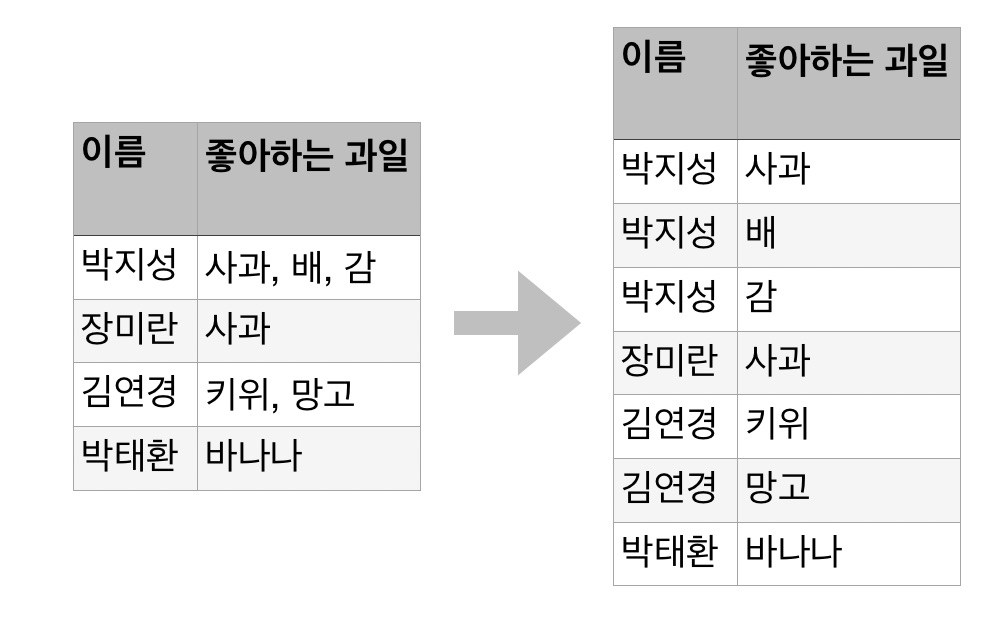 이름 좋아하는 과일
박지성 사과, 배, 감
장미란 사과
김연경 키위, 망고
박태환 바나나
이름 좋아하는 과일
박지성 사과
박지성 배
박지성 감
장미란 사과
김연경 키위
김연경 망고
박태환 바나나